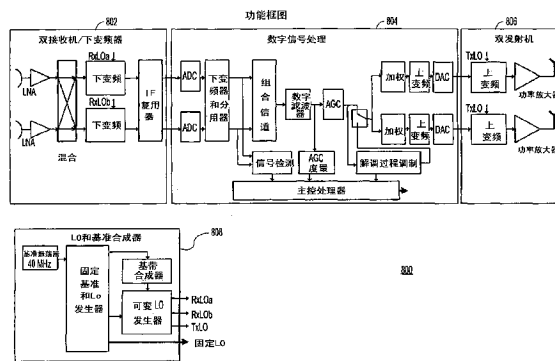 功能框图
双接收机/下变频器
802
RxLOa
LNA
下变频
RxLOb
LNA
下变频
混合
IF
复用
器
数字信号处理
804
ADC
ADC
下变
频器
和分
用器
组
合
信
道
数字
滤波
器
AGC
加权
上
变频
DAC
加权
上
变频
DAC
信号检测
AGC
度量
解调过程调制
主控处理器
双发射机
806
TxLO
上
变频
功率放大器
TxLO
上
变频
功率放大器
LO和基准合成器
808
基准振荡器
40 MHz
固定
基准
和Lo
发生器
基带
合成器
可变 LO
发生器
RxLOa
RxLOb
TxLO
固定LO
800